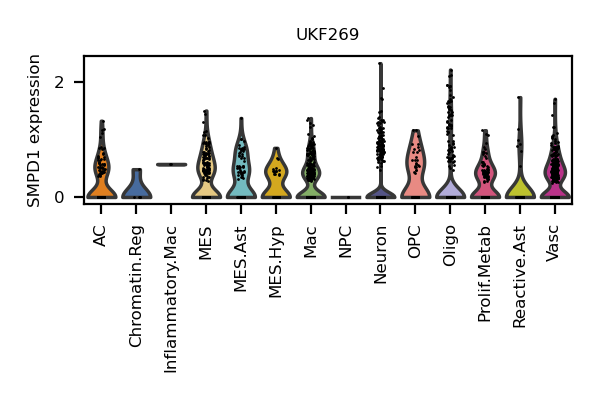 UKF269
SMPD1 expression
2
0
AC
Chromatin.Reg
Inflammatory.Mac
MES
MES.Ast
MES.Hyp
Mac
NPC
Neuron
OPC
Oligo
Prolif.Metab
Reactive.Ast
Vasc